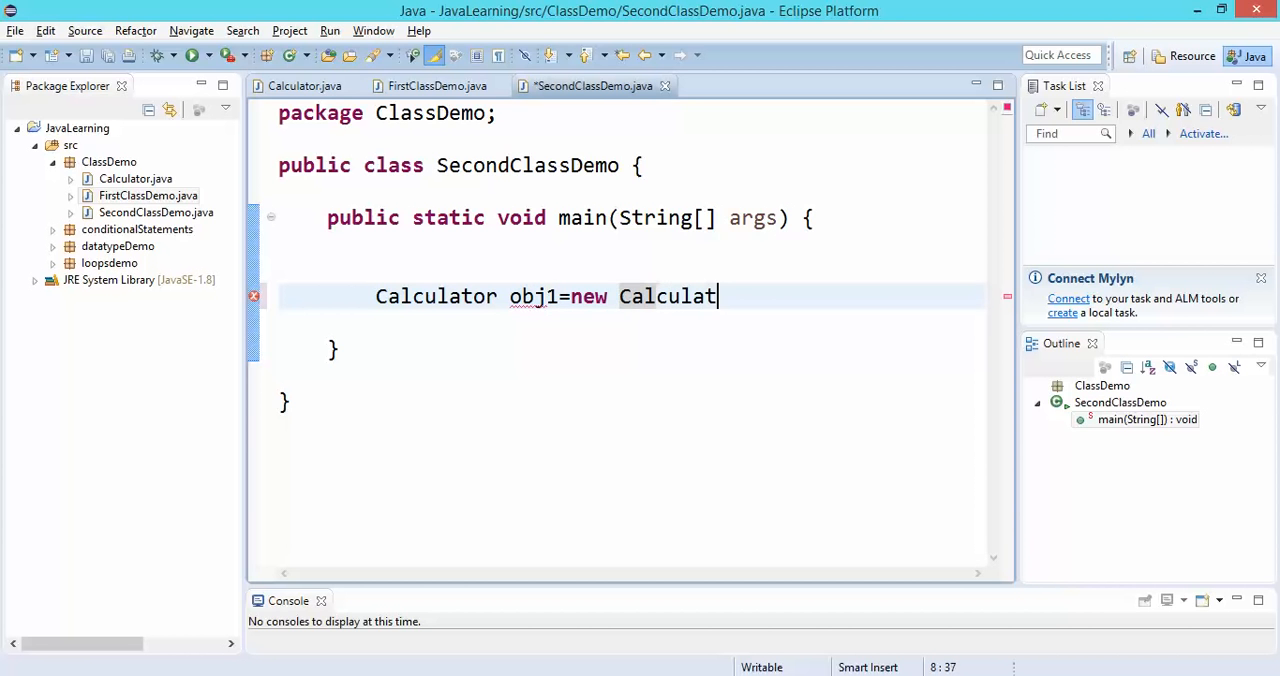 Java - JavaLearning/src/ClassDemo/SecondClassDemo.java - Eclipse Platform
File Edit Source Refactor Navigate Search Project Run Window Help
Quick Access
Resource
Java
Package Explorer
JavaLearning
src
ClassDemo
Calculator.java
FirstClassDemo.java
SecondClassDemo.java
conditionalStatements
datatypeDemo
loopsdemo
JRE System Library [JavaSE-1.8]
Calculator.java FirstClassDemo.java *SecondClassDemo.java
package ClassDemo;
public class SecondClassDemo {
public static void main(String[] args) {
Calculator obj1=new Calculat
}
}
Task List
Find All Activate...
Connect Mylyn
Connect to your task and ALM tools or
create a local task.
Outline
ClassDemo
SecondClassDemo
main(String[]) : void
Console
No consoles to display at this time.
Writable Smart Insert 8 : 37